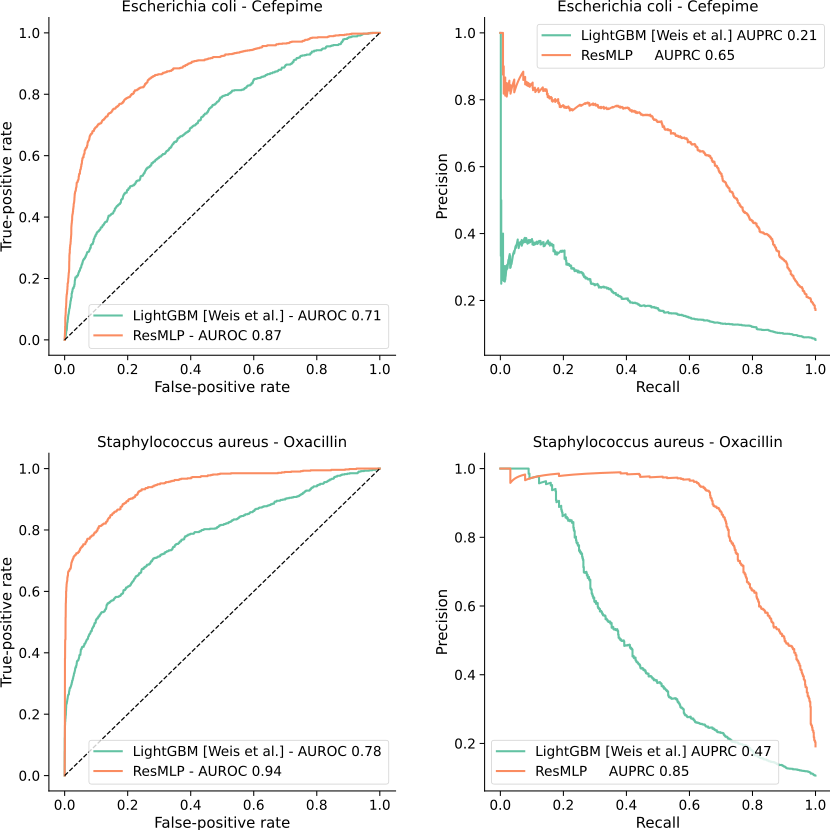 Escherichia coli - Cefepime
1.0
0.8
0.6
0.4
0.2
0.0
True-positive rate
LightGBM [Weis et al.] - AUROC 0.71
ResMLP - AUROC 0.87
0.0 0.2 0.4 0.6 0.8 1.0
False-positive rate
Escherichia coli - Cefepime
LightGBM [Weis et al.] AUPRC 0.21
ResMLP AUPRC 0.65
1.0
0.8
0.6
0.4
0.2
Precision
0.0 0.2 0.4 0.6 0.8 1.0
Recall
Staphylococcus aureus - Oxacillin
1.0
0.8
0.6
0.4
0.2
0.0
True-positive rate
LightGBM [Weis et al.] - AUROC 0.78
ResMLP - AUROC 0.94
0.0 0.2 0.4 0.6 0.8 1.0
False-positive rate
Staphylococcus aureus - Oxacillin
1.0
0.8
0.6
0.4
0.2
Precision
LightGBM [Weis et al.] AUPRC 0.47
ResMLP AUPRC 0.85
0.0 0.2 0.4 0.6 0.8 1.0
Recall